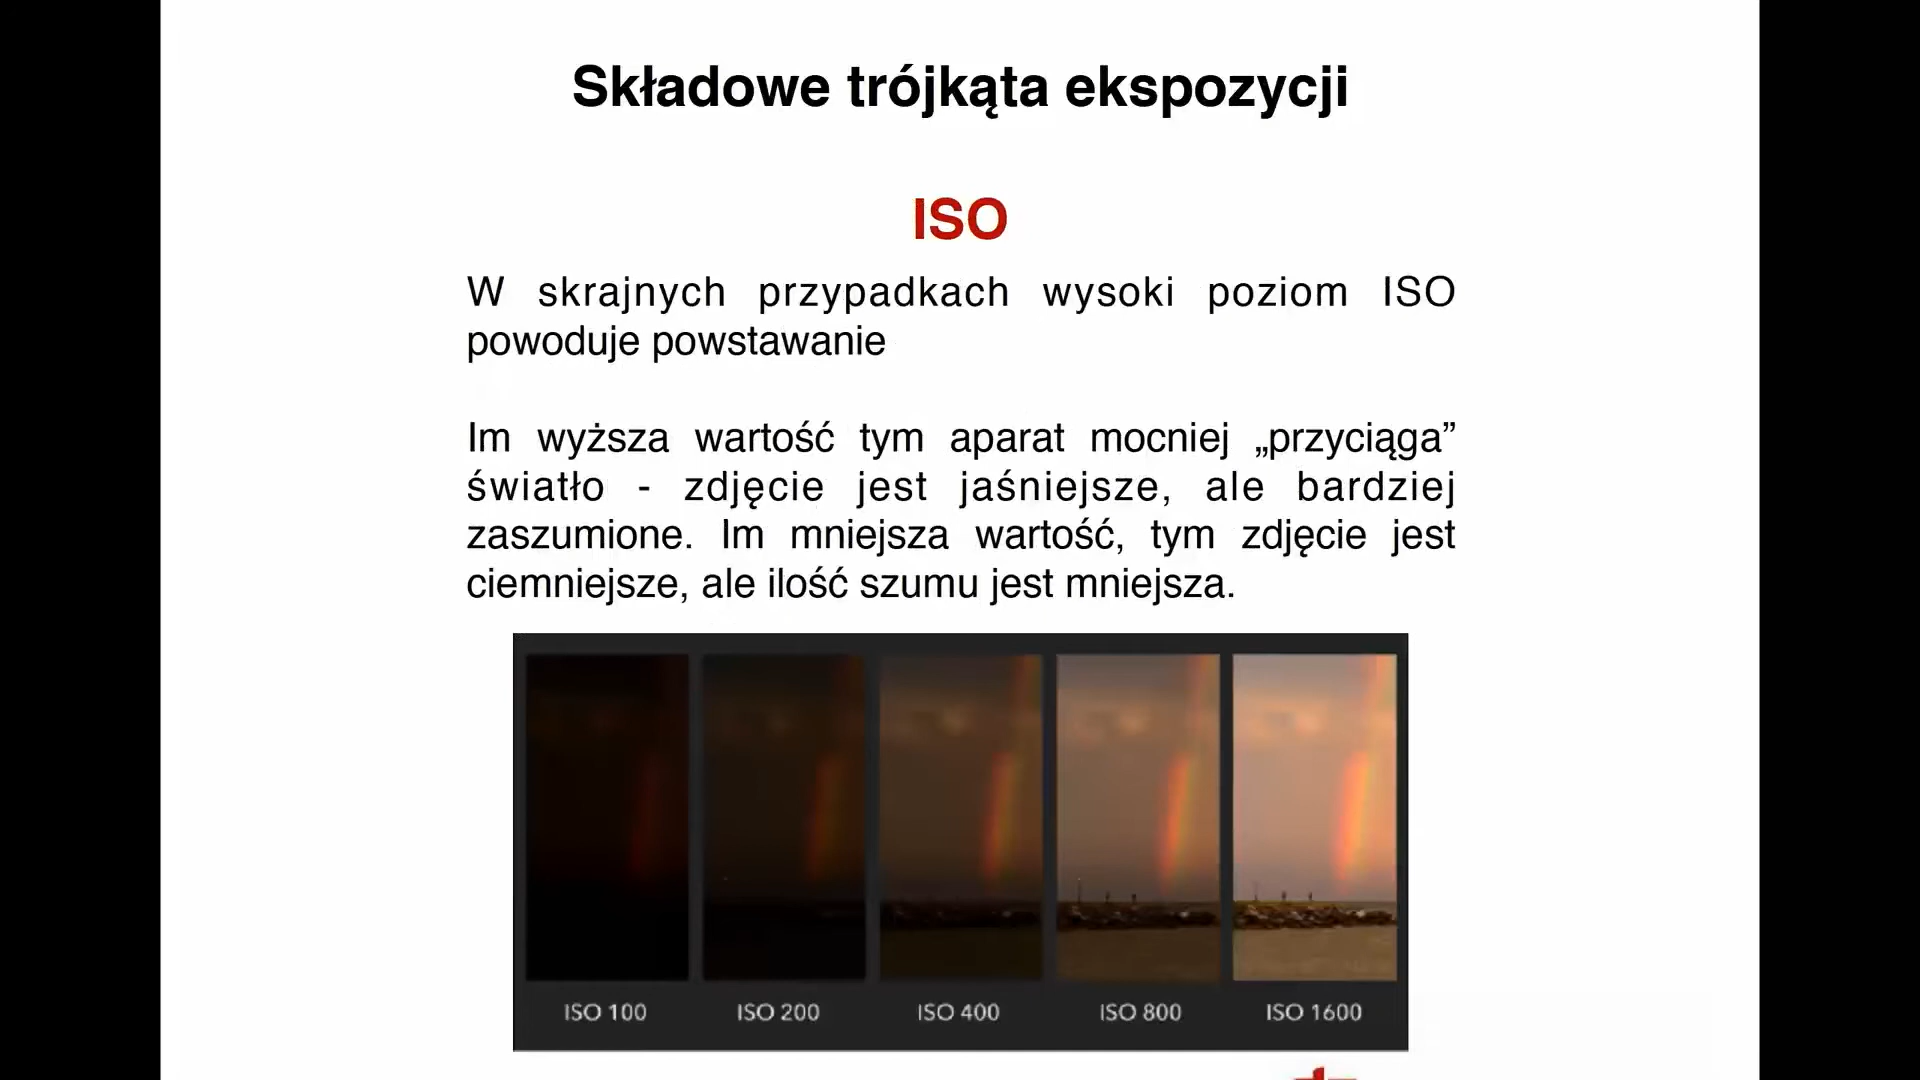 Składowe trójkąta ekspozycji
ISO
W skrajnych przypadkach wysoki poziom ISO
powoduje powstawanie
Im wyższa wartość tym aparat mocniej „przyciąga”
światło - zdjęcie jest jaśniejsze, ale bardziej
zaszumione. Im mniejsza wartość, tym zdjęcie jest
ciemniejsze, ale ilość szumu jest mniejsza.
ISO 100 ISO 200 ISO 400 ISO 800 ISO 1600